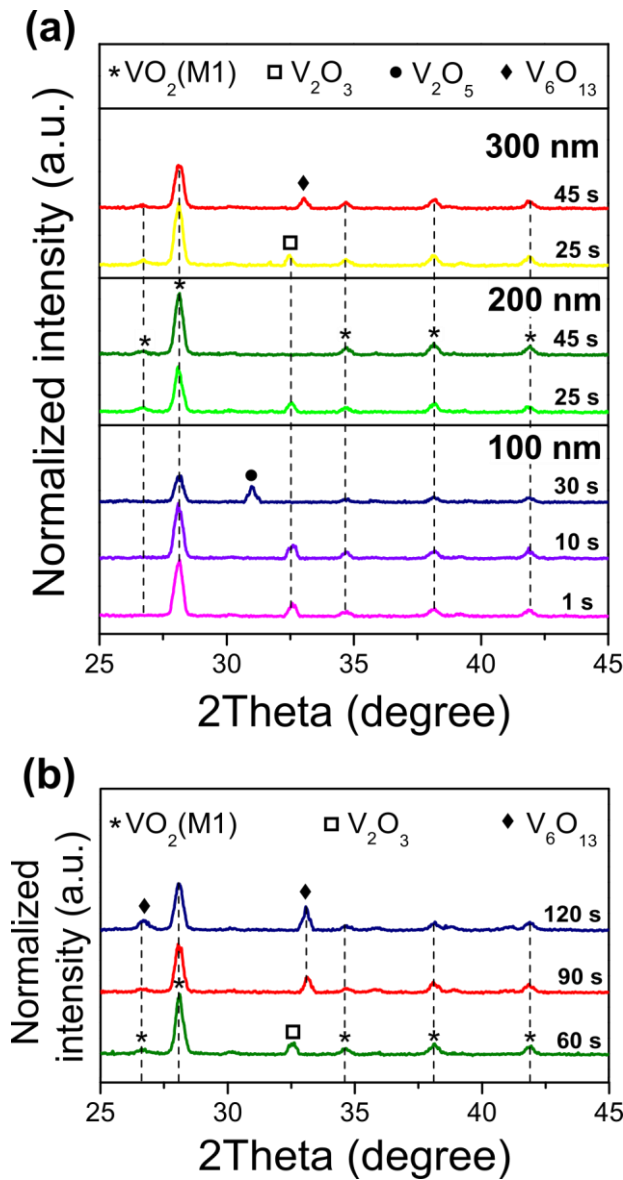 (a)
* VO₂(M1) □ V₂O₃ ● V₂O₅ ♦ V₆O₁₃
300 nm
45 s
25 s
200 nm
45 s
25 s
100 nm
30 s
10 s
1 s
Normalized intensity (a.u.)
25 30 35 40 45
2Theta (degree)
(b)
* VO₂(M1) □ V₂O₃ ♦ V₆O₁₃
120 s
90 s
60 s
Normalized
intensity (a.u.)
25 30 35 40 45
2Theta (degree)